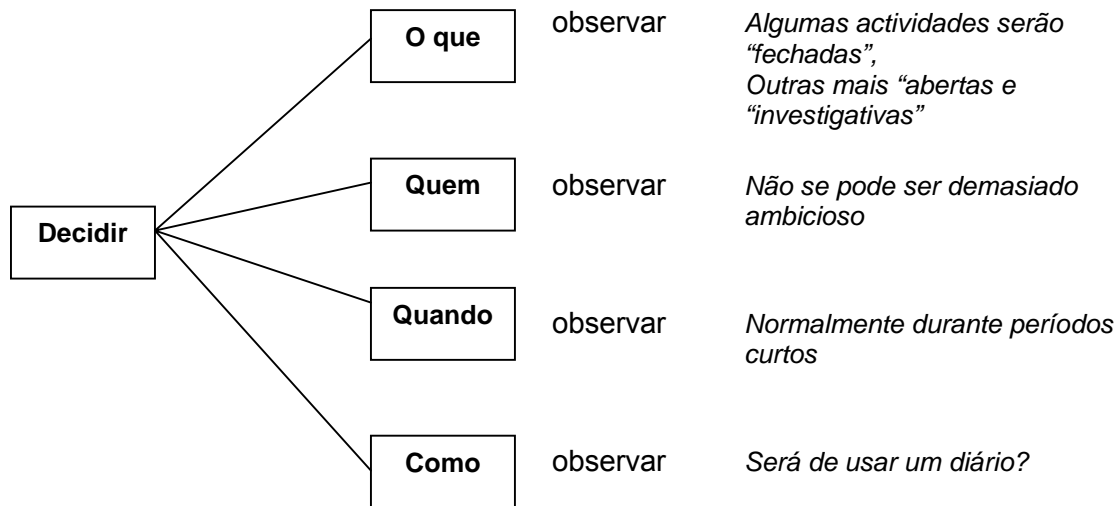 O que observar Algumas actividades serão
“fechadas”,
Outras mais “abertas e
“investigativas”
Quem observar Não se pode ser demasiado
ambicioso
Decidir
Quando observar Normalmente durante períodos
curtos
Como observar Será de usar um diário?